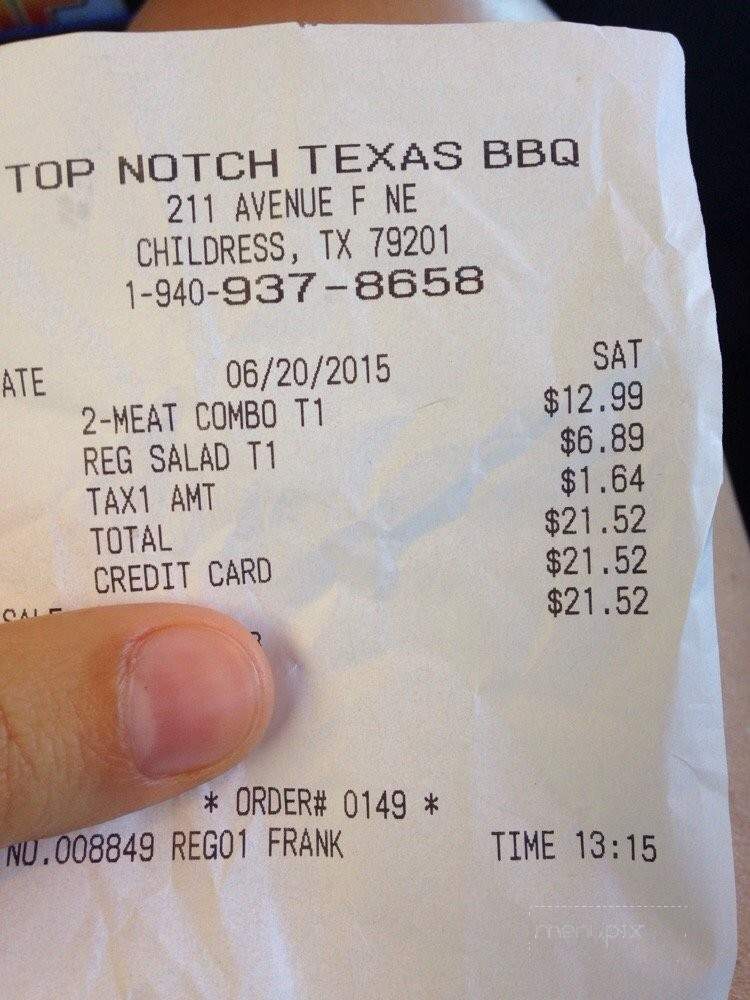 TOP NOTCH TEXAS BBQ
211 AVENUE F NE
CHILDRESS, TX 79201
1-940-937-8658
ATE 06/20/2015 SAT
2-MEAT COMBO T1 $12.99
REG SALAD T1 $6.89
TAX1 AMT $1.64
TOTAL $21.52
CREDIT CARD $21.52
SALE $21.52
* ORDER# 0149 *
NO.008849 REG01 FRANK TIME 13:15
menupix